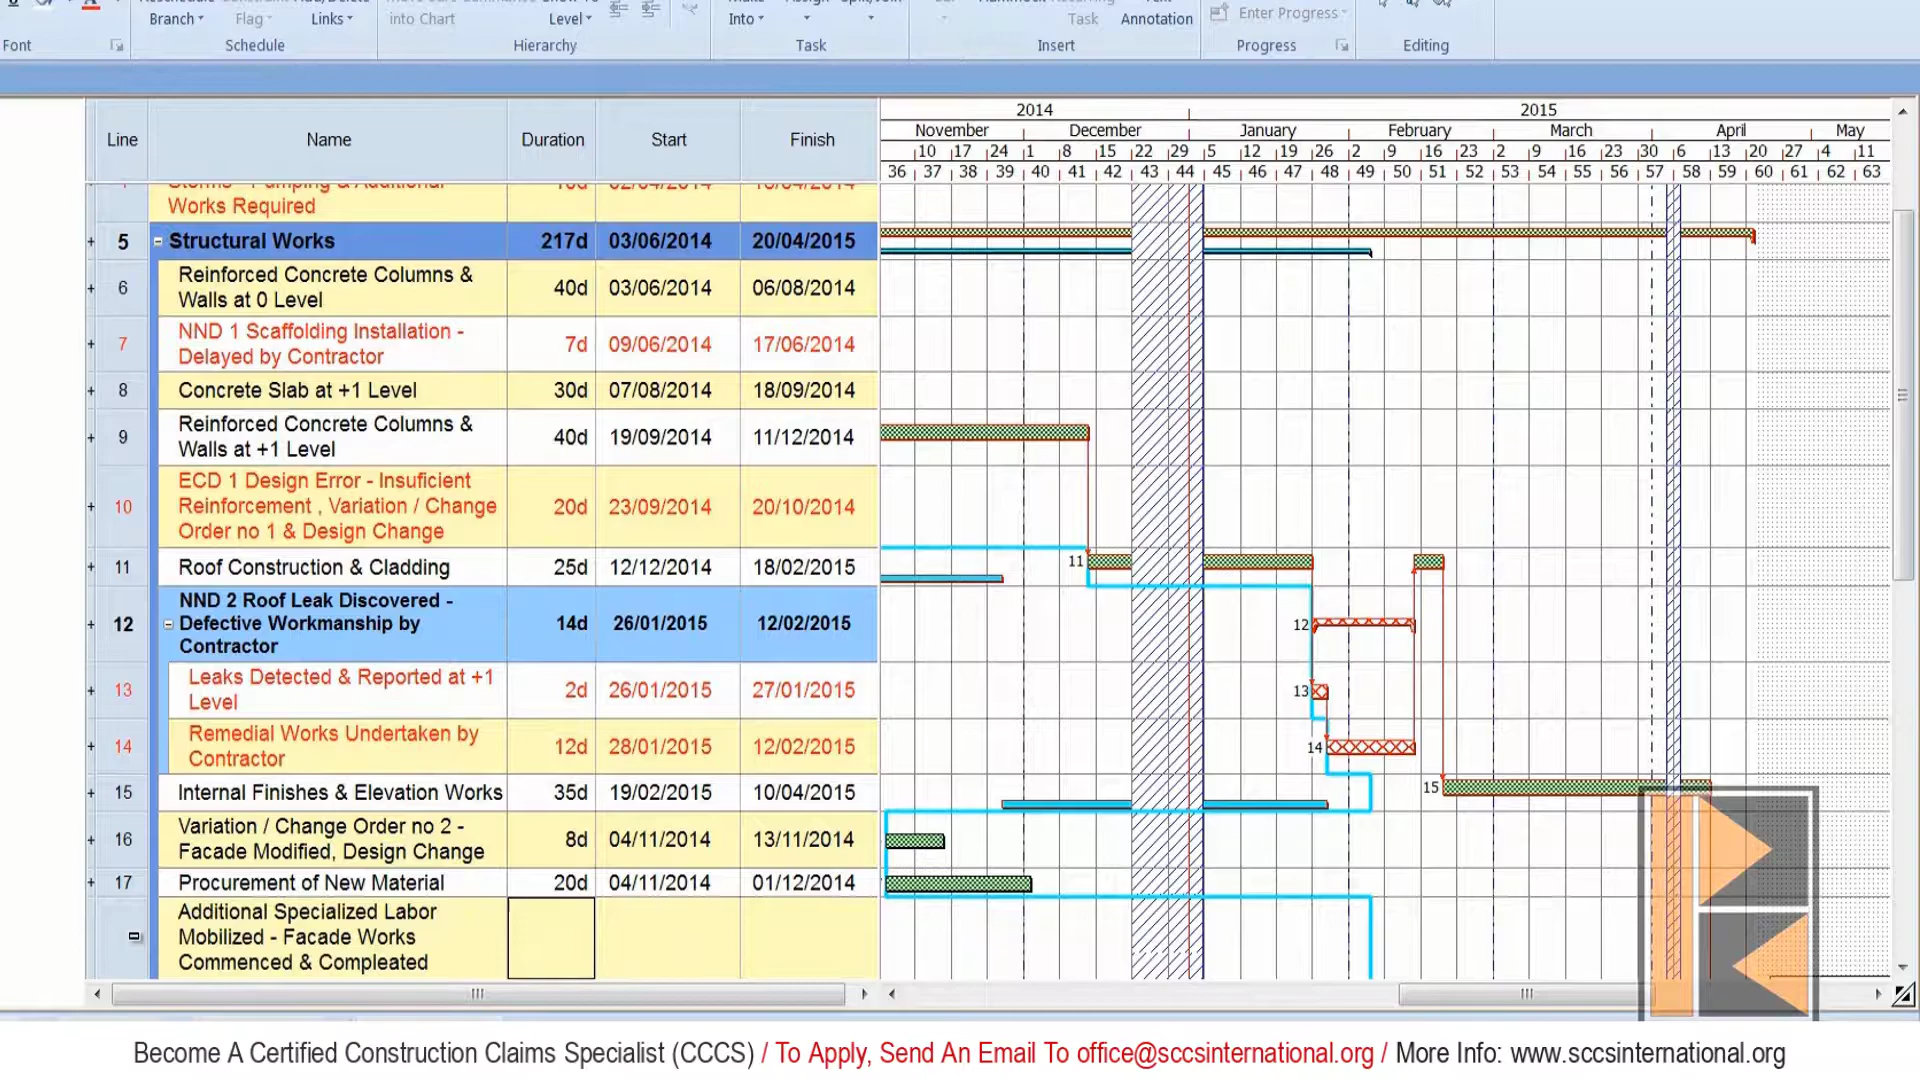 Branch Flag Links into Chart Level Into Task Annotation Enter Progress
Font Schedule Hierarchy Task Insert Progress Editing
Line Name Duration Start Finish
2014 2015
November December January February March April May
10 17 24 1 8 15 22 29 5 12 19 26 2 9 16 23 2 9 16 23 30 6 13 20 27 4 11
36 37 38 39 40 41 42 43 44 45 46 47 48 49 50 51 52 53 54 55 56 57 58 59 60 61 62 63
Works Required
5 Structural Works 217d 03/06/2014 20/04/2015
Reinforced Concrete Columns &
6 Walls at 0 Level 40d 03/06/2014 06/08/2014
NND 1 Scaffolding Installation -
7 Delayed by Contractor 7d 09/06/2014 17/06/2014
8 Concrete Slab at +1 Level 30d 07/08/2014 18/09/2014
Reinforced Concrete Columns &
9 Walls at +1 Level 40d 19/09/2014 11/12/2014
ECD 1 Design Error - Insuficient
10 Reinforcement , Variation / Change 20d 23/09/2014 20/10/2014
Order no 1 & Design Change
11 Roof Construction & Cladding 25d 12/12/2014 18/02/2015 11
NND 2 Roof Leak Discovered -
12 Defective Workmanship by 14d 26/01/2015 12/02/2015 12
Contractor
Leaks Detected & Reported at +1
13 Level 2d 26/01/2015 27/01/2015 13
Remedial Works Undertaken by
14 Contractor 12d 28/01/2015 12/02/2015 14
15 Internal Finishes & Elevation Works 35d 19/02/2015 10/04/2015 15
Variation / Change Order no 2 -
16 Facade Modified, Design Change 8d 04/11/2014 13/11/2014
17 Procurement of New Material 20d 04/11/2014 01/12/2014
Additional Specialized Labor
Mobilized - Facade Works
Commenced & Compleated
Become A Certified Construction Claims Specialist (CCCS) / To Apply, Send An Email To office@sccsinternational.org / More Info: www.sccsinternational.org